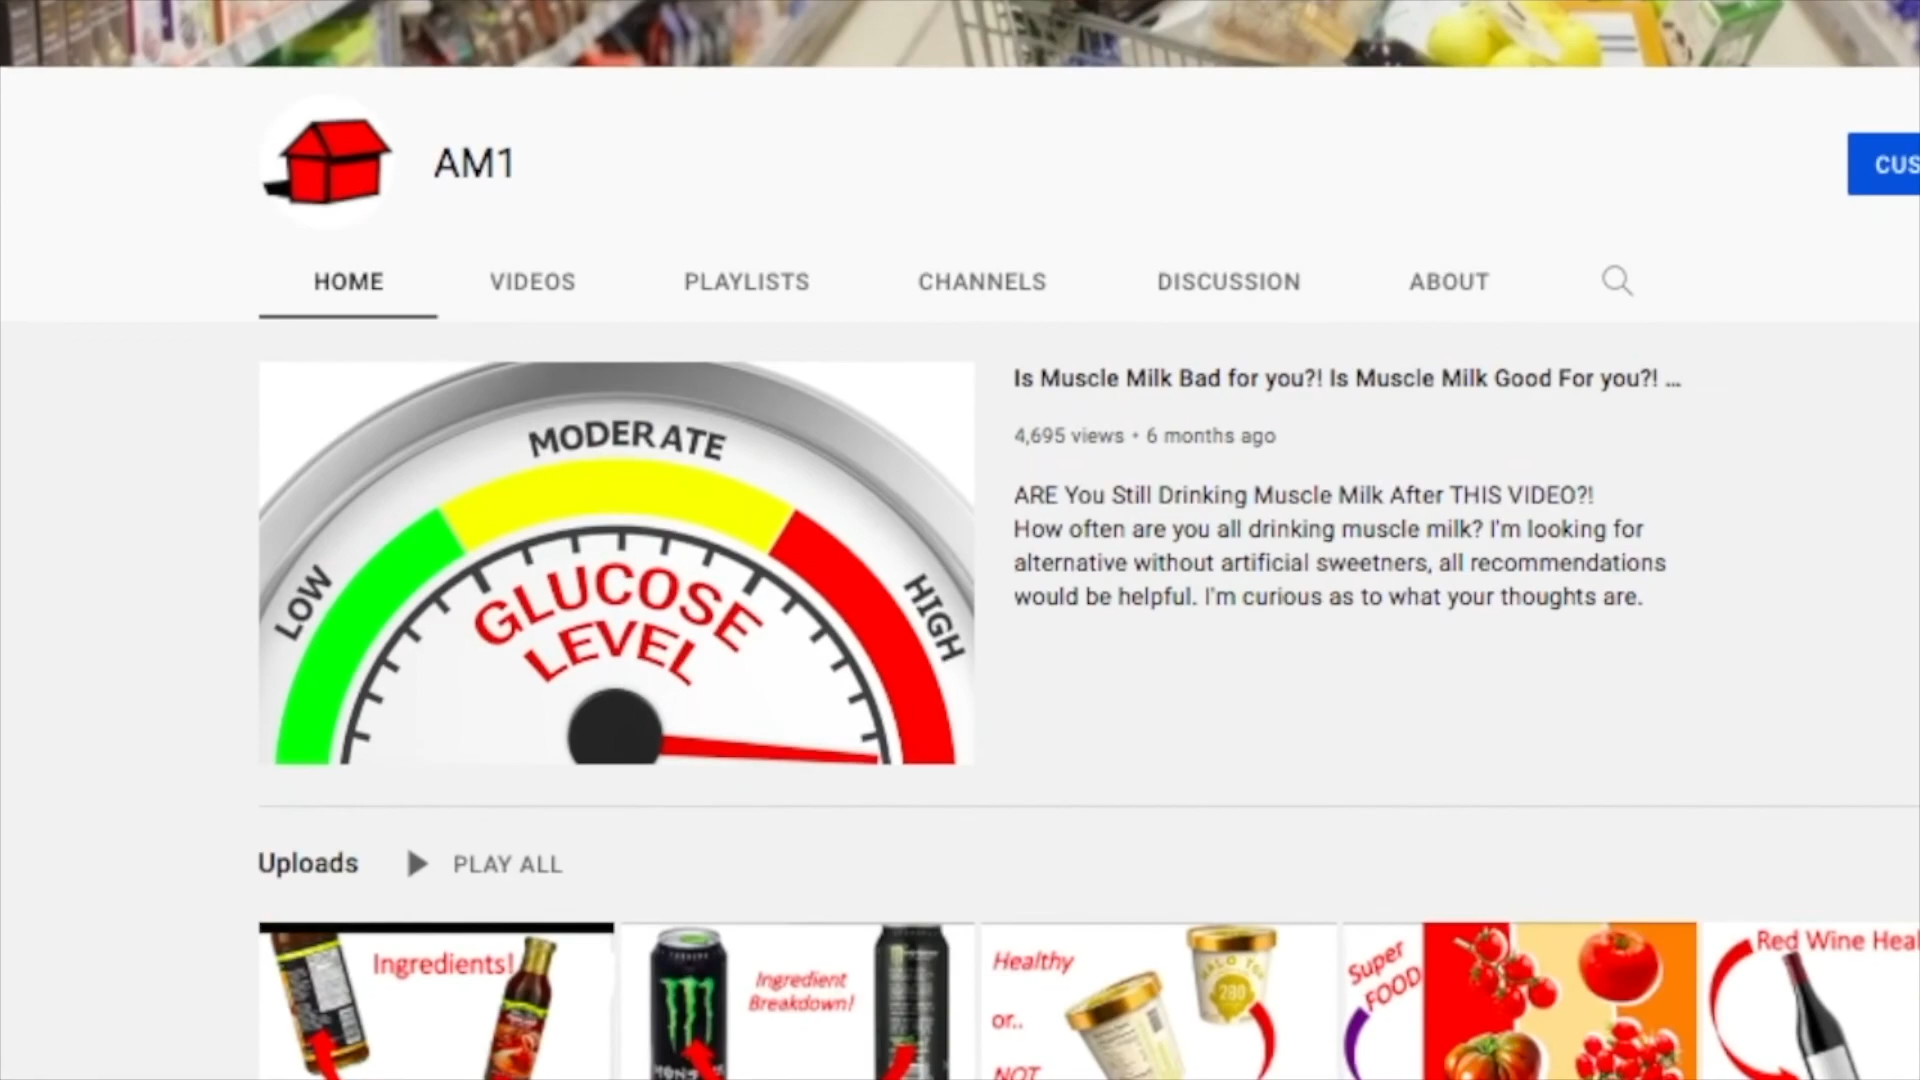 AM1
CUS
HOME VIDEOS PLAYLISTS CHANNELS DISCUSSION ABOUT
LOW MODERATE HIGH
GLUCOSE
LEVEL
Is Muscle Milk Bad for you?! Is Muscle Milk Good For you?! ...
4,695 views • 6 months ago
ARE You Still Drinking Muscle Milk After THIS VIDEO?!
How often are you all drinking muscle milk? I'm looking for
alternative without artificial sweetners, all recommendations
would be helpful. I'm curious as to what your thoughts are.
Uploads PLAY ALL
Ingredients!
Ingredient
Breakdown!
Healthy
or..
NOT
HALO TOP
280
Super
FOOD
Red Wine Heal